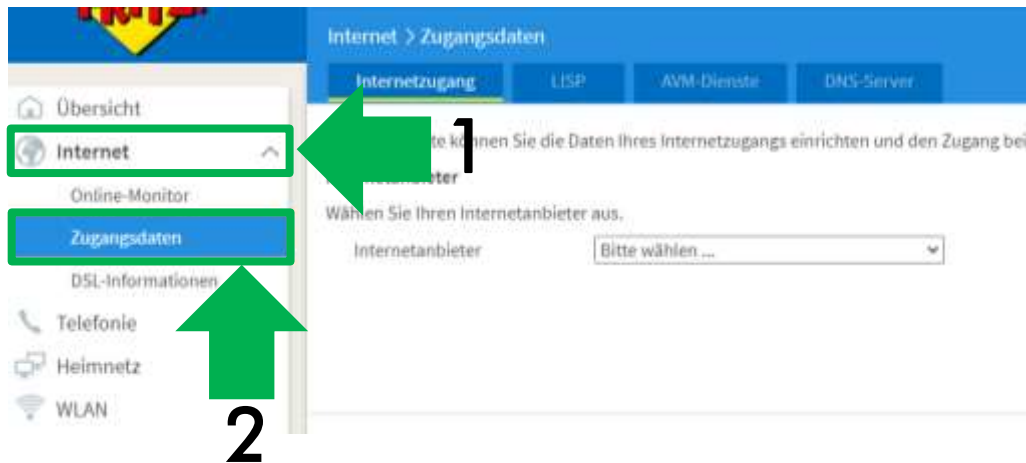 FRITZ!
Internet > Zugangsdaten
Internetzugang LISP AVM-Dienste DNS-Server
Übersicht
Internet
Online-Monitor
Zugangsdaten
DSL-Informationen
Telefonie
Heimnetz
WLAN
1
2
können Sie die Daten Ihres Internetzugangs einrichten und den Zugang bei
Wählen Sie Ihren Internetanbieter aus.
Internetanbieter Bitte wählen ...